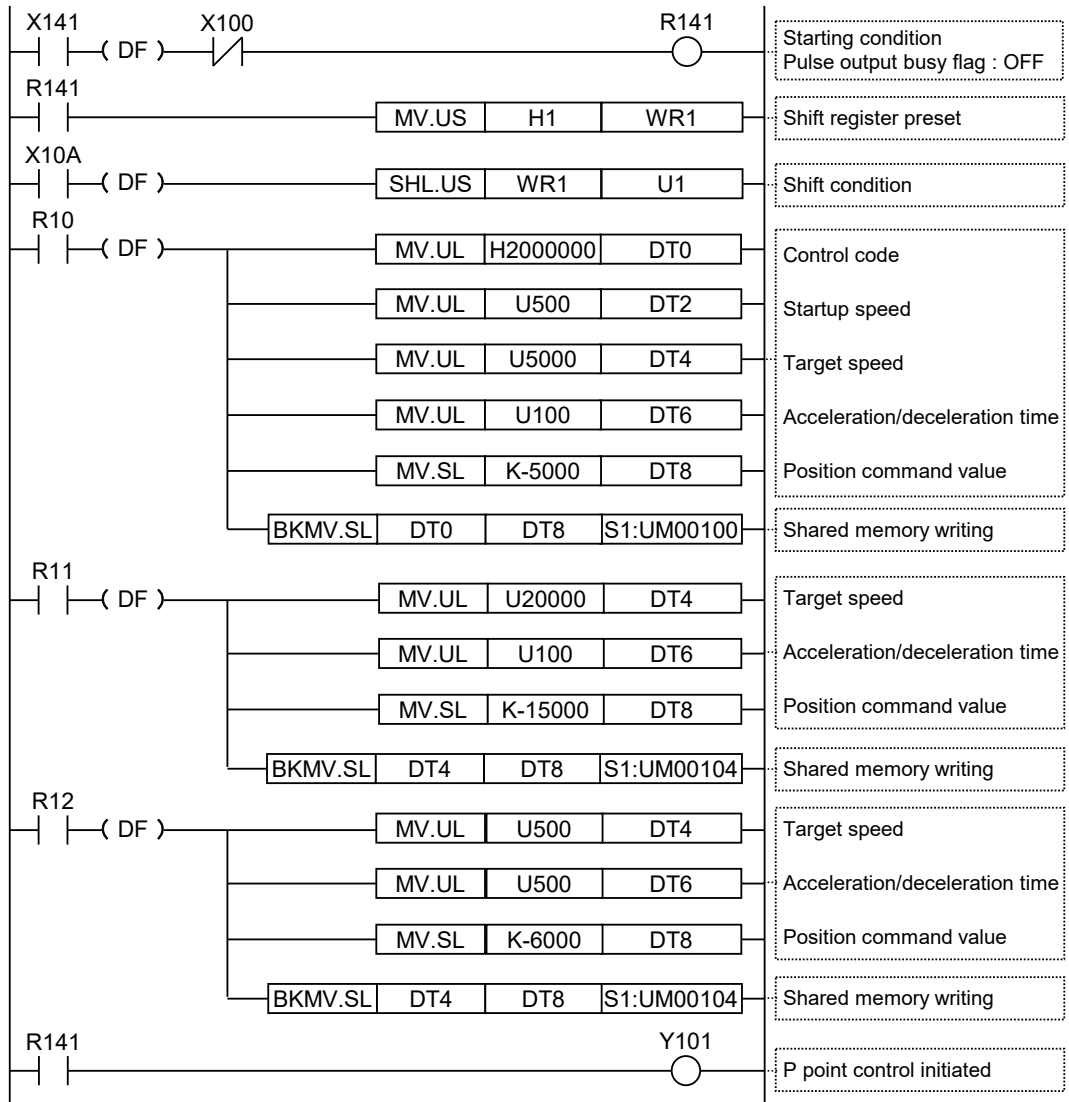 X141 X100 R141
( DF )
Starting condition
Pulse output busy flag : OFF
R141
MV.US H1 WR1 Shift register preset
X10A
( DF ) SHL.US WR1 U1 Shift condition
R10
( DF ) MV.UL H2000000 DT0 Control code
MV.UL U500 DT2 Startup speed
MV.UL U5000 DT4 Target speed
MV.UL U100 DT6 Acceleration/deceleration time
MV.SL K-5000 DT8 Position command value
BKMV.SL DT0 DT8 S1:UM00100 Shared memory writing
R11
( DF ) MV.UL U20000 DT4 Target speed
MV.UL U100 DT6 Acceleration/deceleration time
MV.SL K-15000 DT8 Position command value
BKMV.SL DT4 DT8 S1:UM00104 Shared memory writing
R12
( DF ) MV.UL U500 DT4 Target speed
MV.UL U500 DT6 Acceleration/deceleration time
MV.SL K-6000 DT8 Position command value
BKMV.SL DT4 DT8 S1:UM00104 Shared memory writing
R141 Y101
P point control initiated